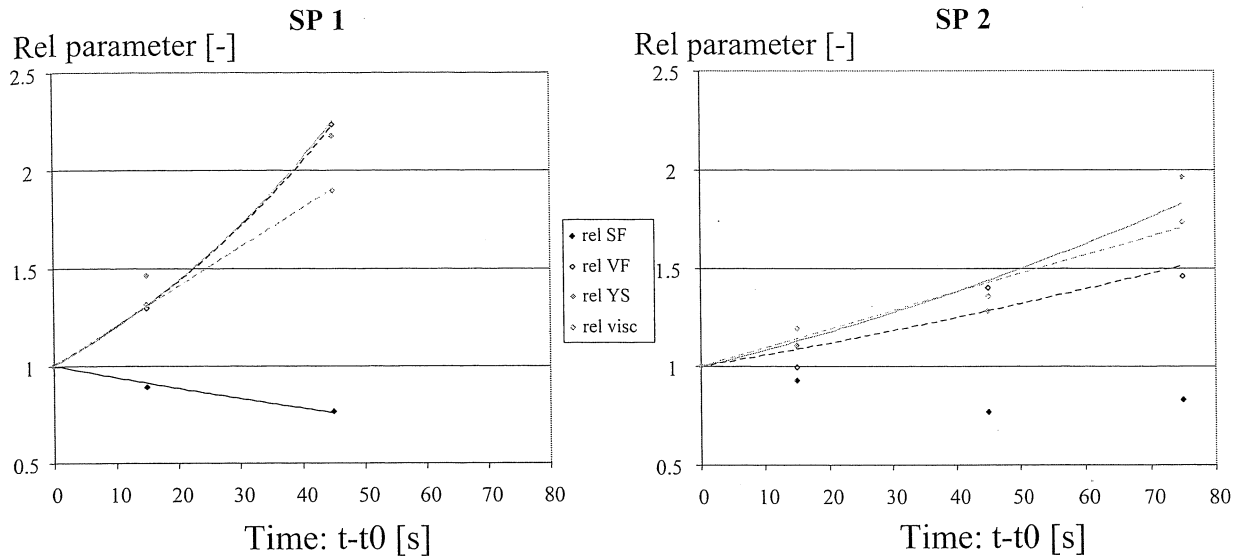 SP 1
Rel parameter [-]
2.5
2
1.5
1
0.5
0 10 20 30 40 50 60 70 80
Time: t-t0 [s]
rel SF
rel VF
rel YS
rel visc
SP 2
Rel parameter [-]
2.5
2
1.5
1
0.5
0 10 20 30 40 50 60 70 80
Time: t-t0 [s]